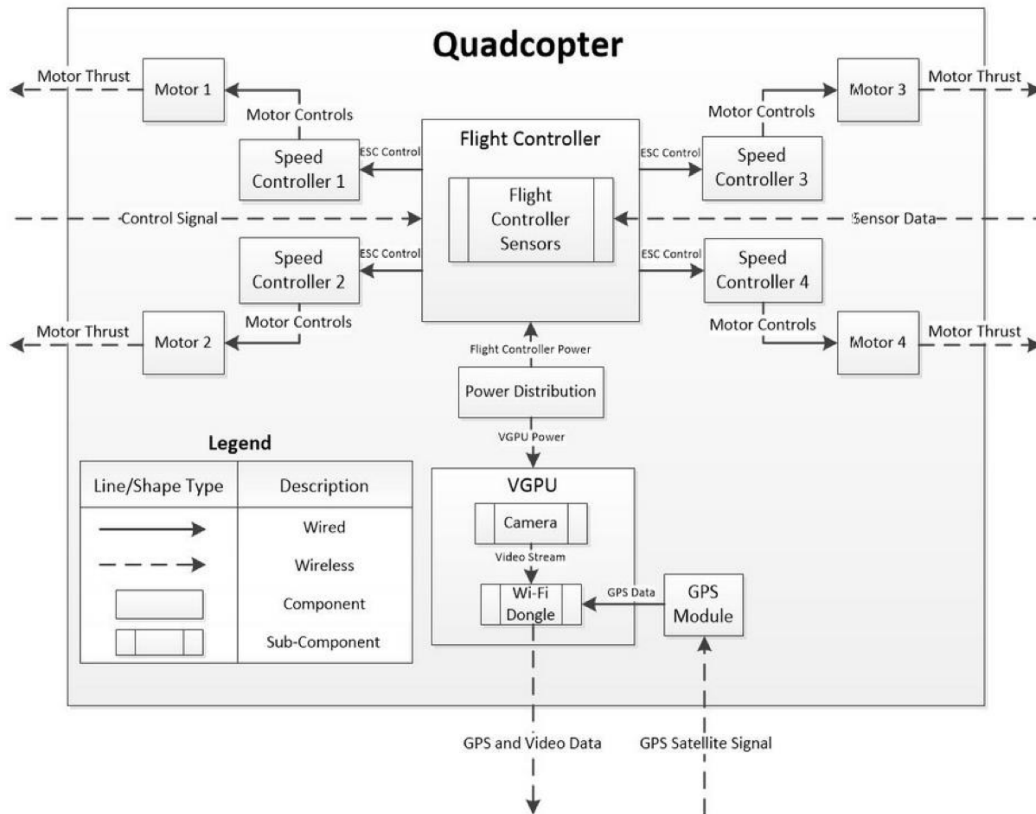 Quadcopter
Motor Thrust
Motor 1
Motor Controls
Speed
Controller 1
ESC Control
Flight Controller
Flight
Controller
Sensors
ESC Control
Speed
Controller 3
Motor Controls
Motor 3
Motor Thrust
Control Signal
Sensor Data
Speed
Controller 2
ESC Control
ESC Control
Speed
Controller 4
Motor Controls
Motor 2
Motor Thrust
Motor Controls
Motor 4
Motor Thrust
Flight Controller Power
Power Distribution
VGPU Power
VGPU
Camera
Video Stream
Wi-Fi
Dongle
GPS Data
GPS
Module
Legend
Line/Shape Type Description
Wired
Wireless
Component
Sub-Component
GPS and Video Data
GPS Satellite Signal